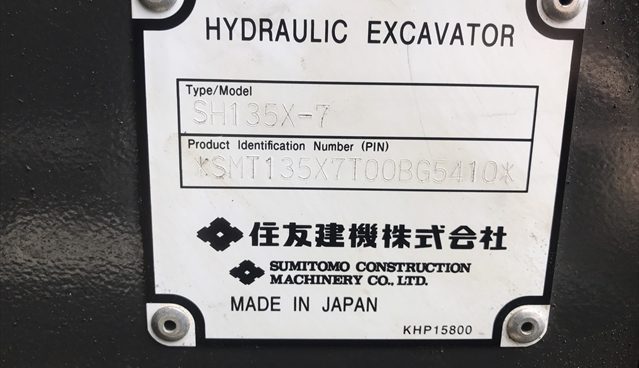 HYDRAULIC EXCAVATOR
Type/Model
SH135X-7
Product Identification Number (PIN)
*SMT135X7T00BG5410*
住友建機株式会社
SUMITOMO CONSTRUCTION
MACHINERY CO., LTD.
MADE IN JAPAN
KHP15800